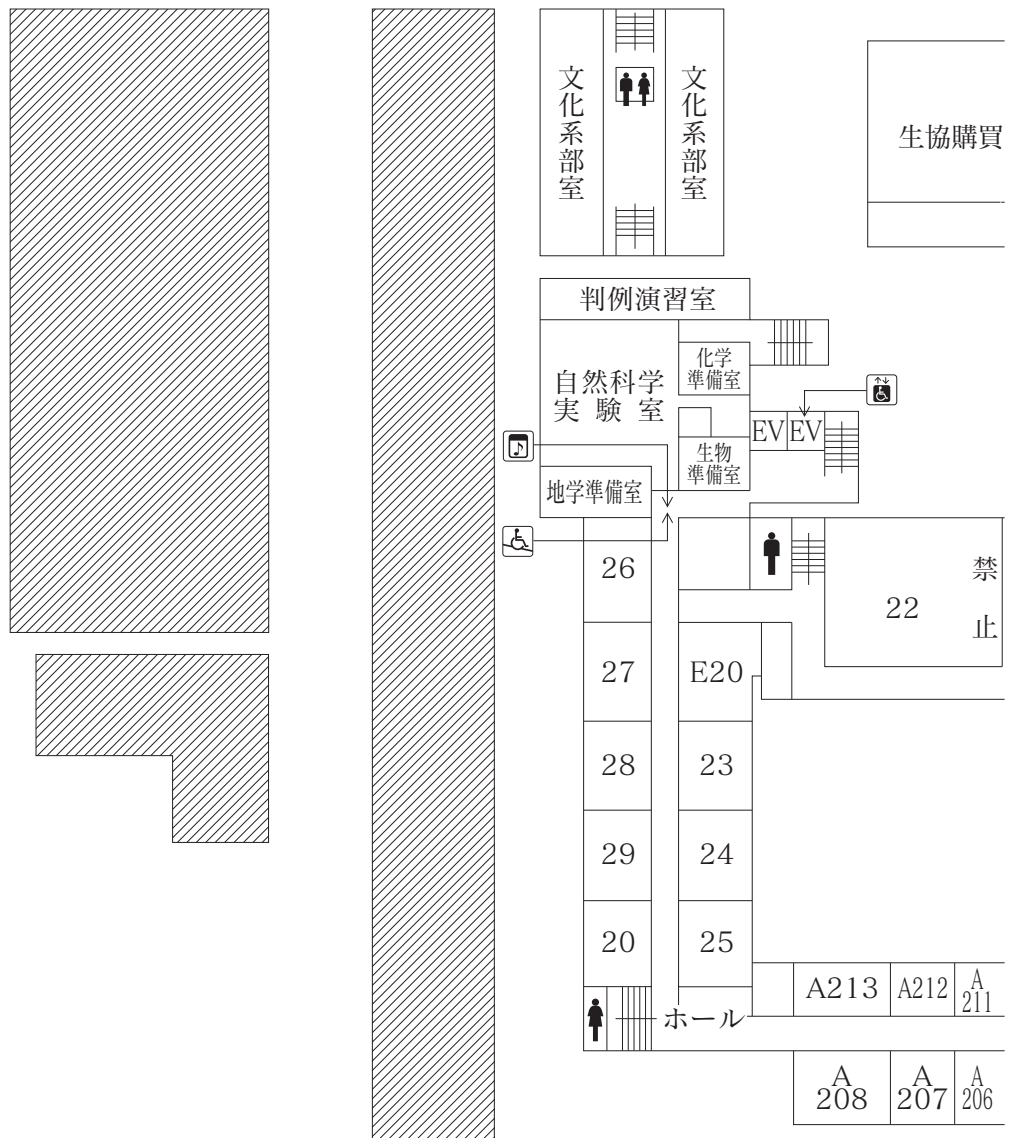 文化系部室
文化系部室
生協購買
判例演習室
化学
準備室
自然科学
実験室
EV
EV
生物
準備室
地学準備室
26
22
禁
止
27
E20
28
23
29
24
20
25
A213
A212
A
211
ホール
A
208
A
207
A
206